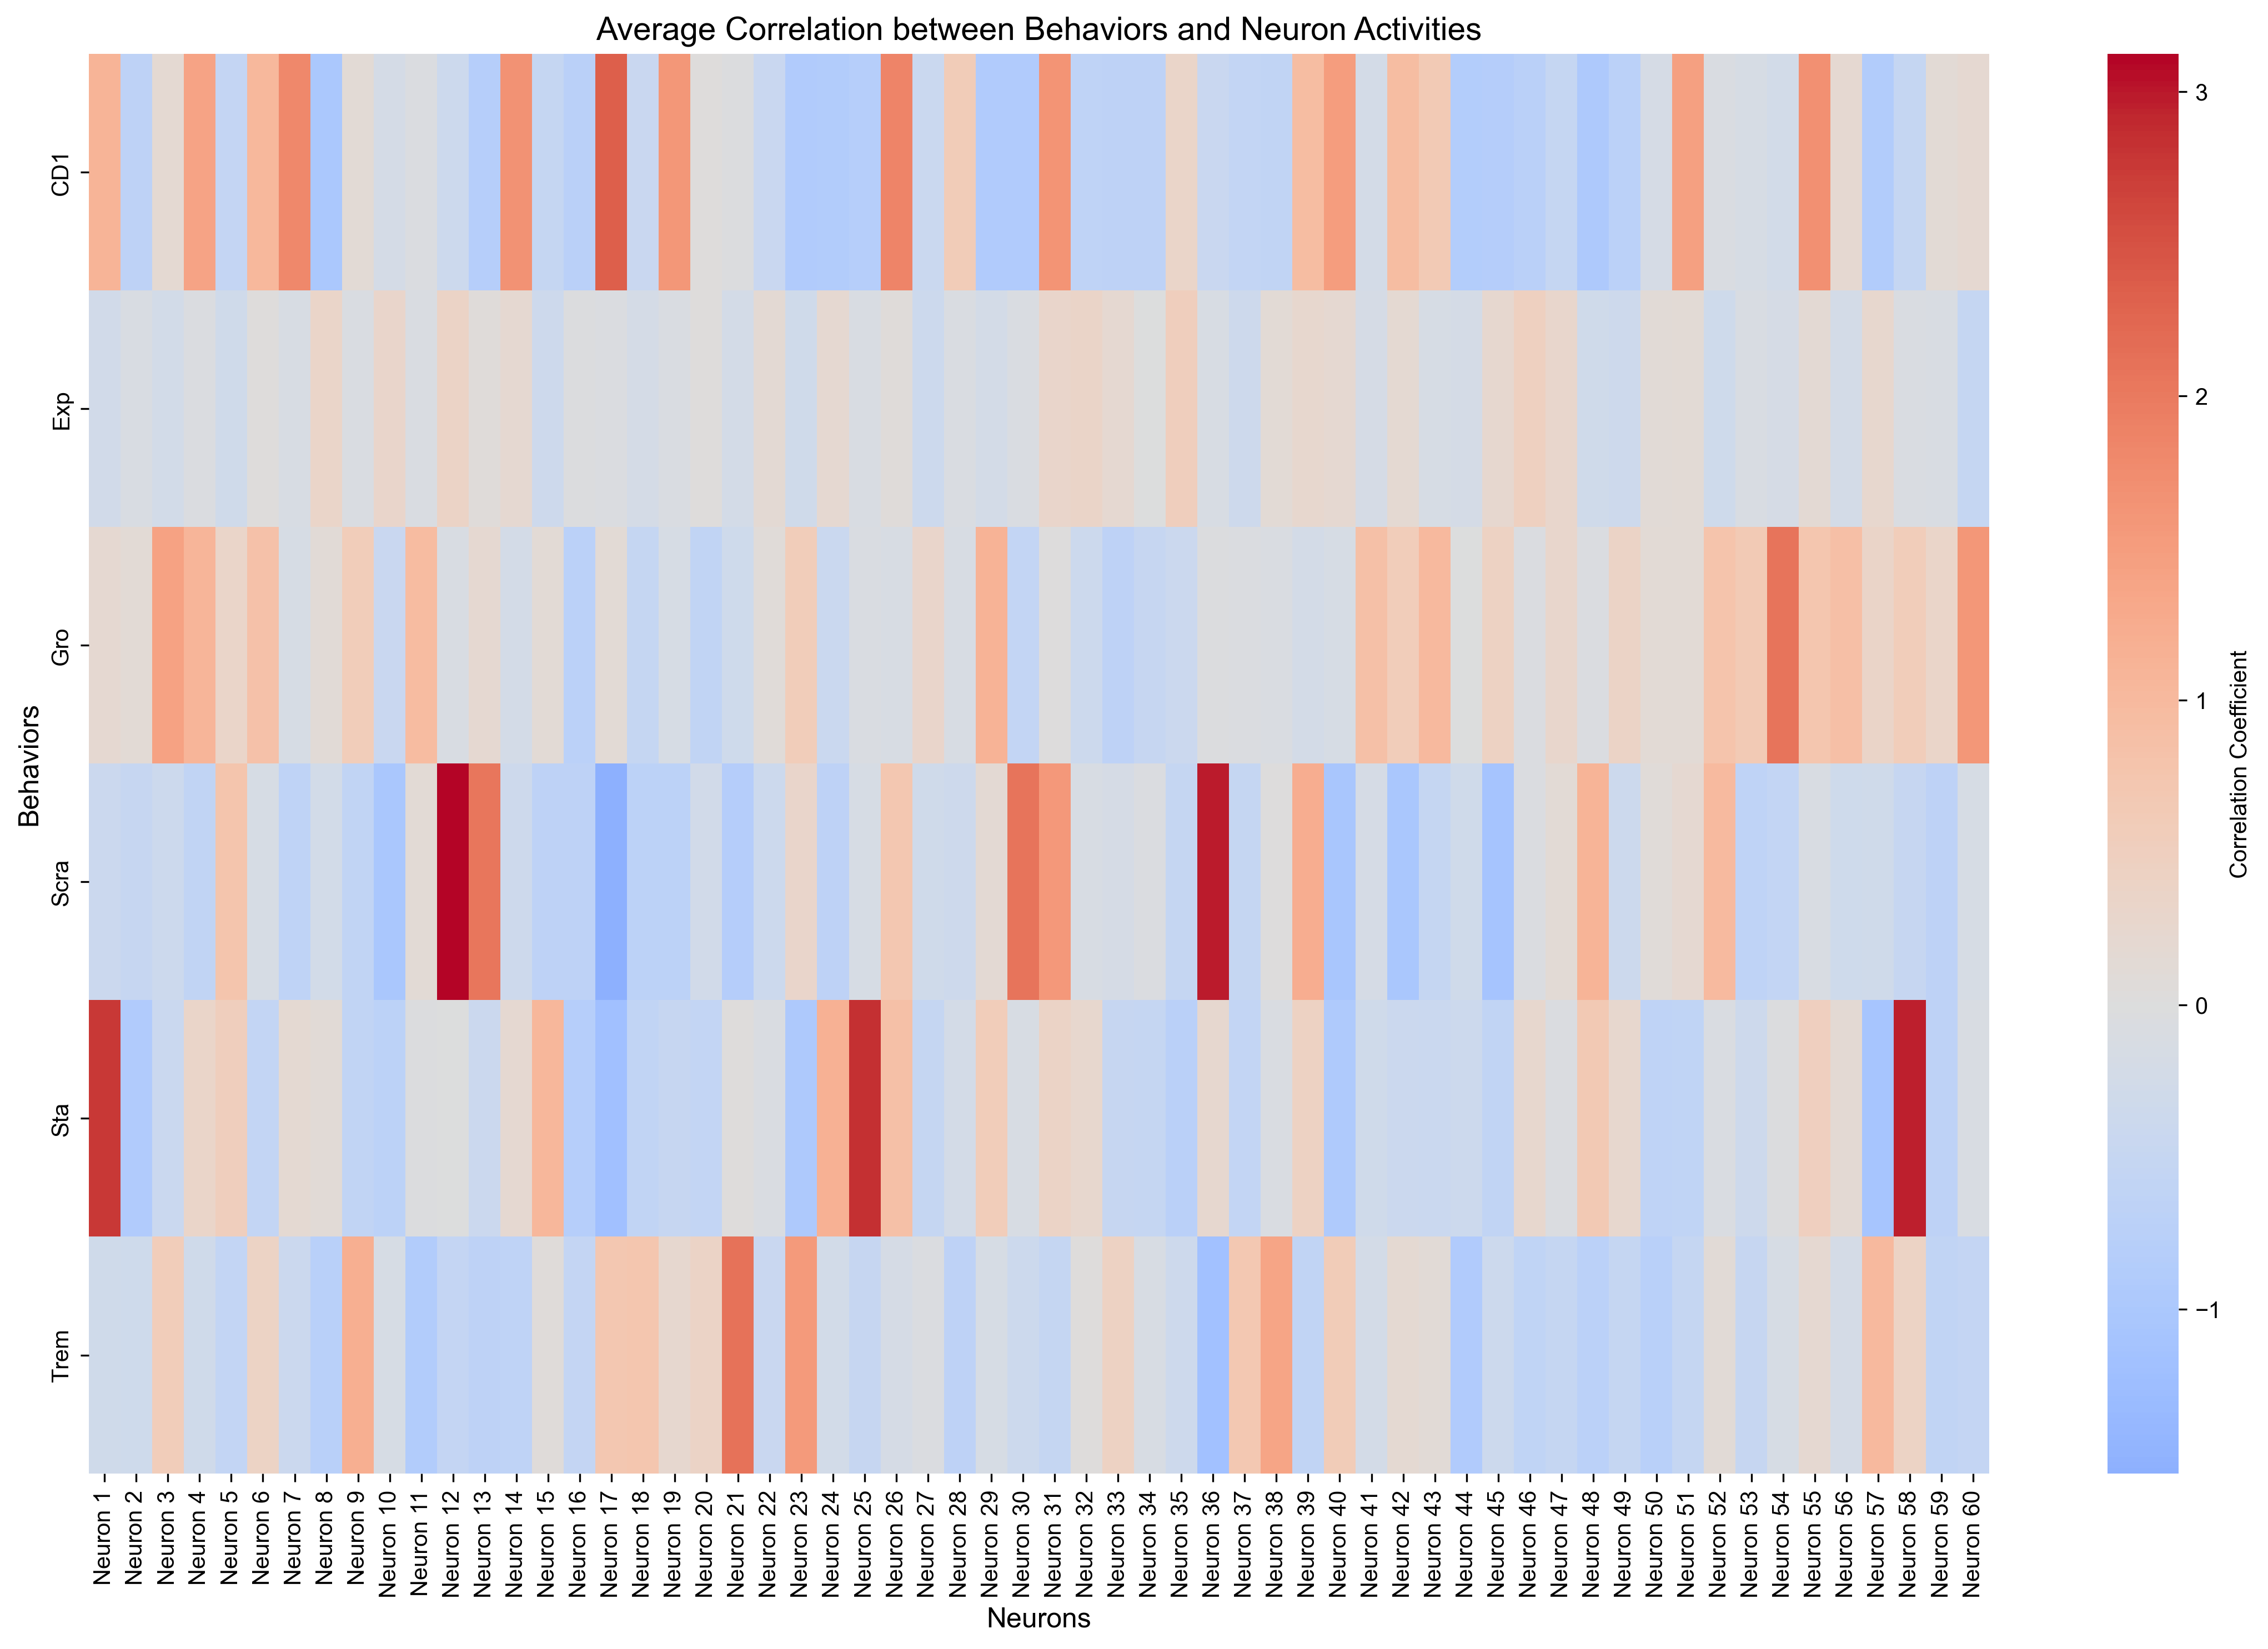 Average Correlation between Behaviors and Neuron Activities
Behaviors
CD1
Exp
Gro
Scra
Sta
Trem
Neuron 1
Neuron 2
Neuron 3
Neuron 4
Neuron 5
Neuron 6
Neuron 7
Neuron 8
Neuron 9
Neuron 10
Neuron 11
Neuron 12
Neuron 13
Neuron 14
Neuron 15
Neuron 16
Neuron 17
Neuron 18
Neuron 19
Neuron 20
Neuron 21
Neuron 22
Neuron 23
Neuron 24
Neuron 25
Neuron 26
Neuron 27
Neuron 28
Neuron 29
Neuron 30
Neuron 31
Neuron 32
Neuron 33
Neuron 34
Neuron 35
Neuron 36
Neuron 37
Neuron 38
Neuron 39
Neuron 40
Neuron 41
Neuron 42
Neuron 43
Neuron 44
Neuron 45
Neuron 46
Neuron 47
Neuron 48
Neuron 49
Neuron 50
Neuron 51
Neuron 52
Neuron 53
Neuron 54
Neuron 55
Neuron 56
Neuron 57
Neuron 58
Neuron 59
Neuron 60
Neurons
3
2
1
0
−1
Correlation Coefficient